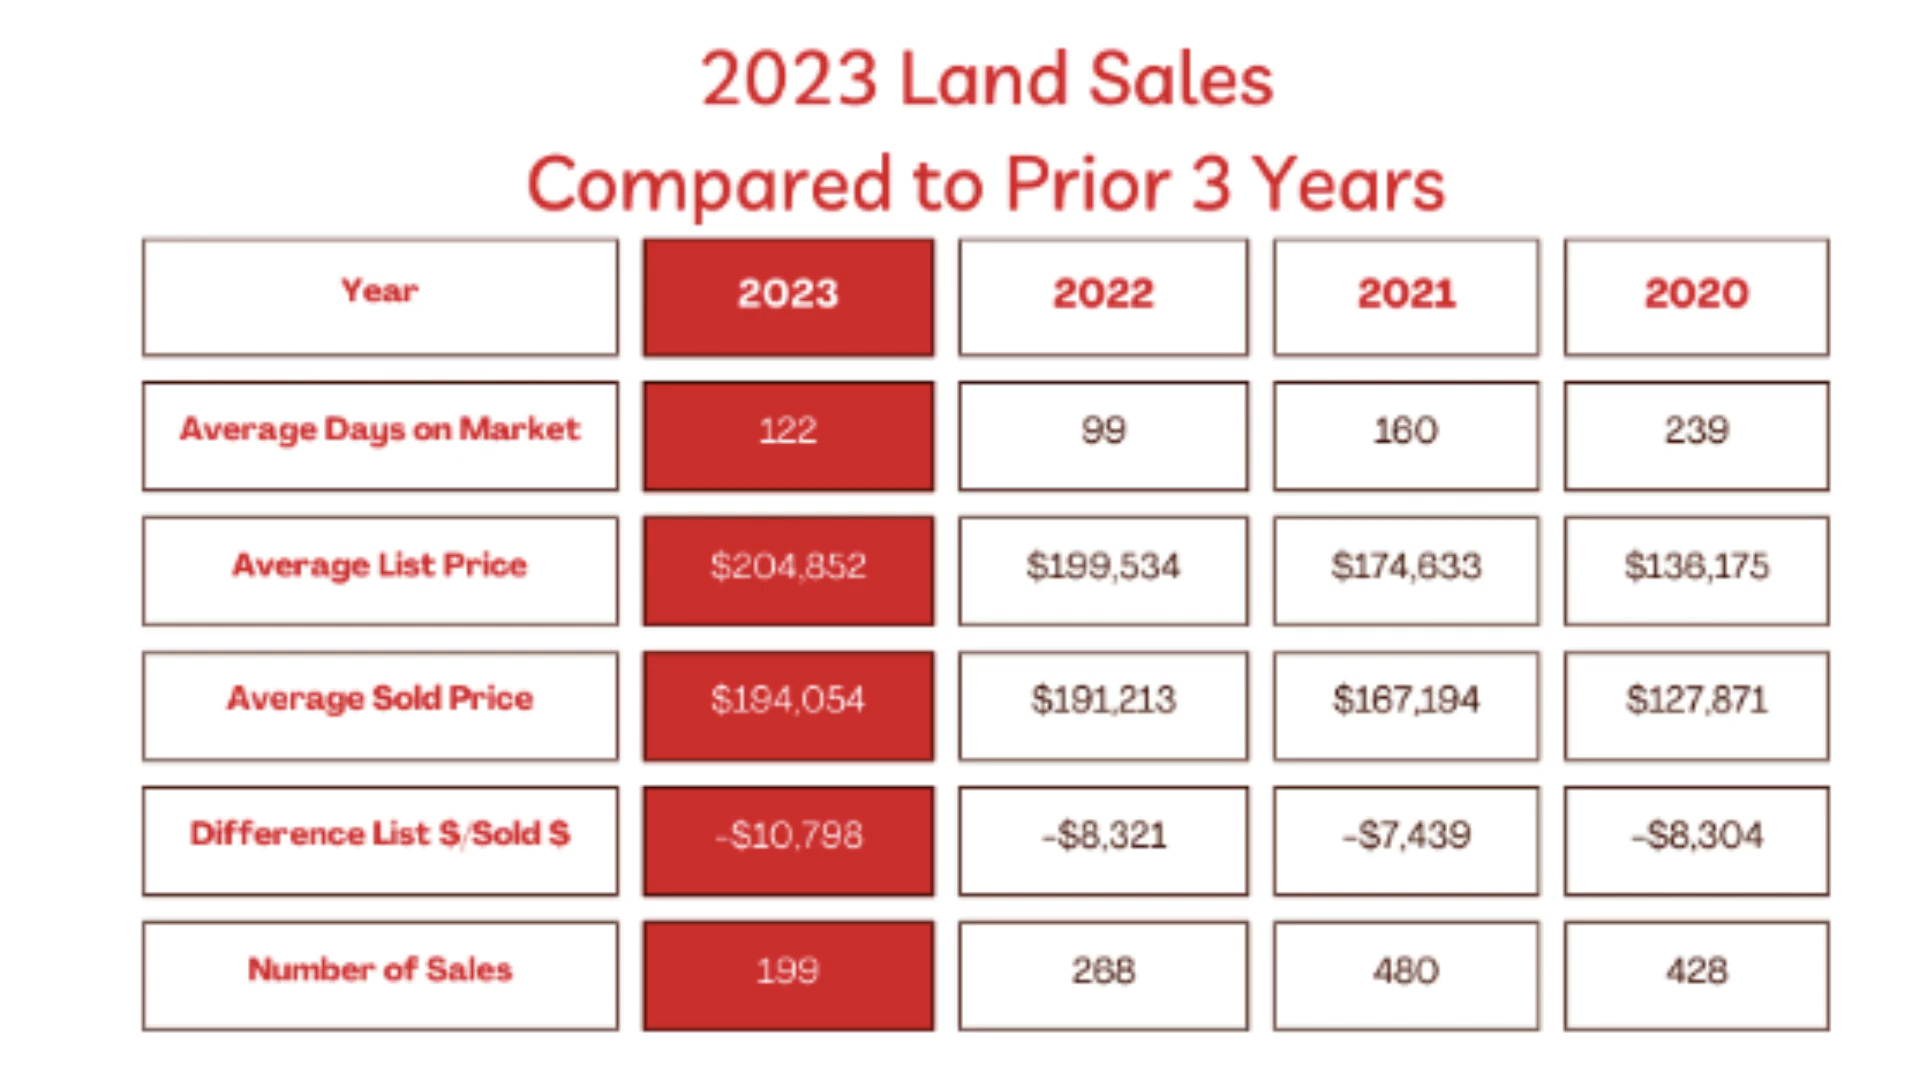 2023 Land Sales
Compared to Prior 3 Years
Year 2023 2022 2021 2020
Average Days on Market 122 99 160 239
Average List Price $204,852 $199,534 $174,633 $136,175
Average Sold Price $194,054 $191,213 $167,194 $127,871
Difference List $/Sold $ -$10,798 -$8,321 -$7,439 -$8,304
Number of Sales 199 268 480 428